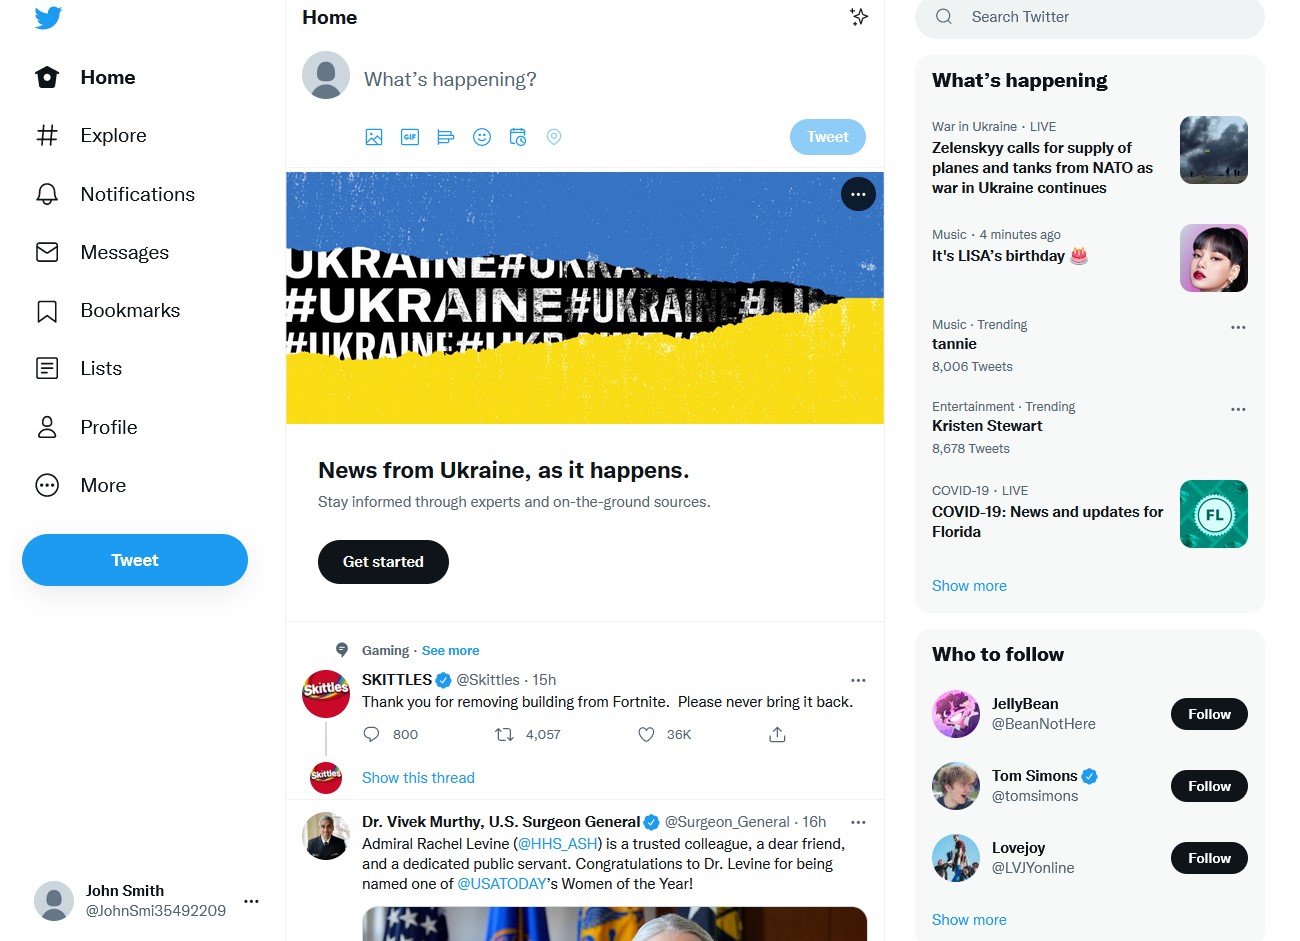 Home
Explore
Notifications
Messages
Bookmarks
Lists
Profile
More
Tweet
John Smith
@JohnSmi35492209
Home
What's happening?
GIF
Tweet
UKRAINE#UKRA
#UKRAINE#UKRAINE#U
#UKRAINE#UKRAINE#U
News from Ukraine, as it happens.
Stay informed through experts and on-the-ground sources.
Get started
Gaming · See more
SKITTLES @Skittles · 15h
Skittles
Thank you for removing building from Fortnite.  Please never bring it back.
800 4,057 36K
Skittles
Show this thread
Dr. Vivek Murthy, U.S. Surgeon General @Surgeon_General · 16h
Admiral Rachel Levine (@HHS_ASH) is a trusted colleague, a dear friend,
and a dedicated public servant. Congratulations to Dr. Levine for being
named one of @USATODAY's Women of the Year!
Search Twitter
What's happening
War in Ukraine · LIVE
Zelenskyy calls for supply of
planes and tanks from NATO as
war in Ukraine continues
Music · 4 minutes ago
It's LISA's birthday 🎂
Music · Trending
tannie
8,006 Tweets
Entertainment · Trending
Kristen Stewart
8,678 Tweets
COVID-19 · LIVE
COVID-19: News and updates for
Florida
FL
Show more
Who to follow
JellyBean
@BeanNotHere
Follow
Tom Simons
@tomsimons
Follow
Lovejoy
@LVJYonline
Follow
Show more